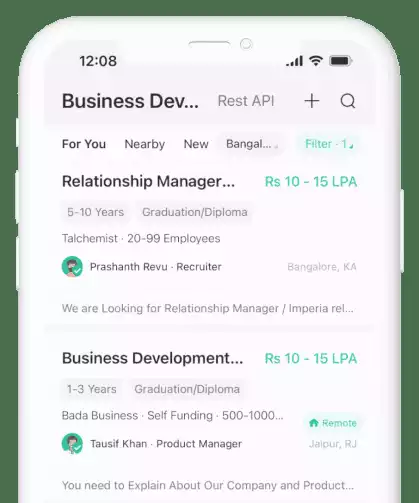 12:08
Business Dev... Rest API
For You Nearby New Bangal... Filter · 1
Relationship Manager... Rs 10 - 15 LPA
5-10 Years Graduation/Diploma
Talchemist · 20-99 Employees
Prashanth Revu · Recruiter Bangalore, KA
We are Looking for Relationship Manager / Imperia rel...
Business Development... Rs 10 - 15 LPA
1-3 Years Graduation/Diploma
Bada Business · Self Funding · 500-1000...
Remote
Tausif Khan · Product Manager Jaipur, RJ
You need to Explain About Our Company and Product...